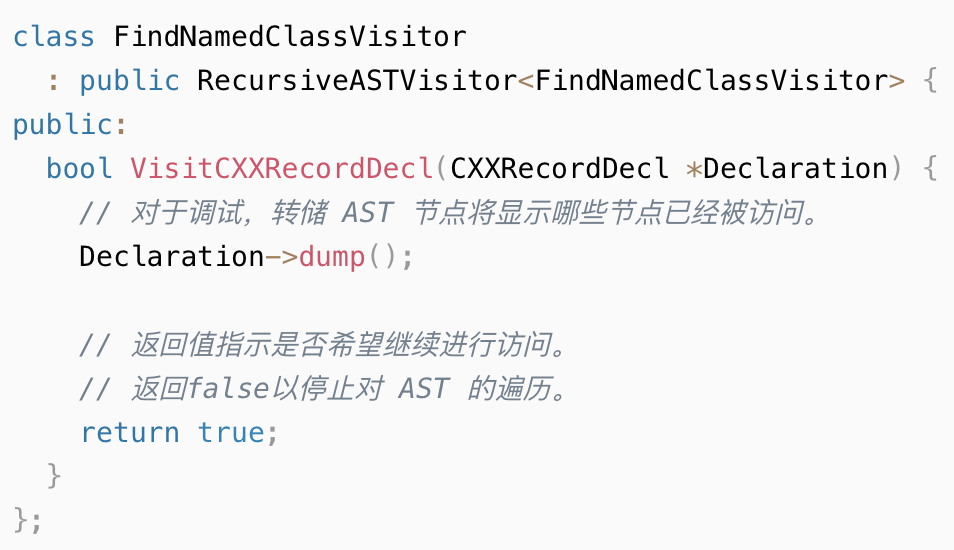 class FindNamedClassVisitor
  : public RecursiveASTVisitor<FindNamedClassVisitor> {
public:
  bool VisitCXXRecordDecl(CXXRecordDecl *Declaration) {
    // 对于调试，转储 AST 节点将显示哪些节点已经被访问。
    Declaration->dump();

    // 返回值指示是否希望继续进行访问。
    // 返回false以停止对 AST 的遍历。
    return true;
  }
};